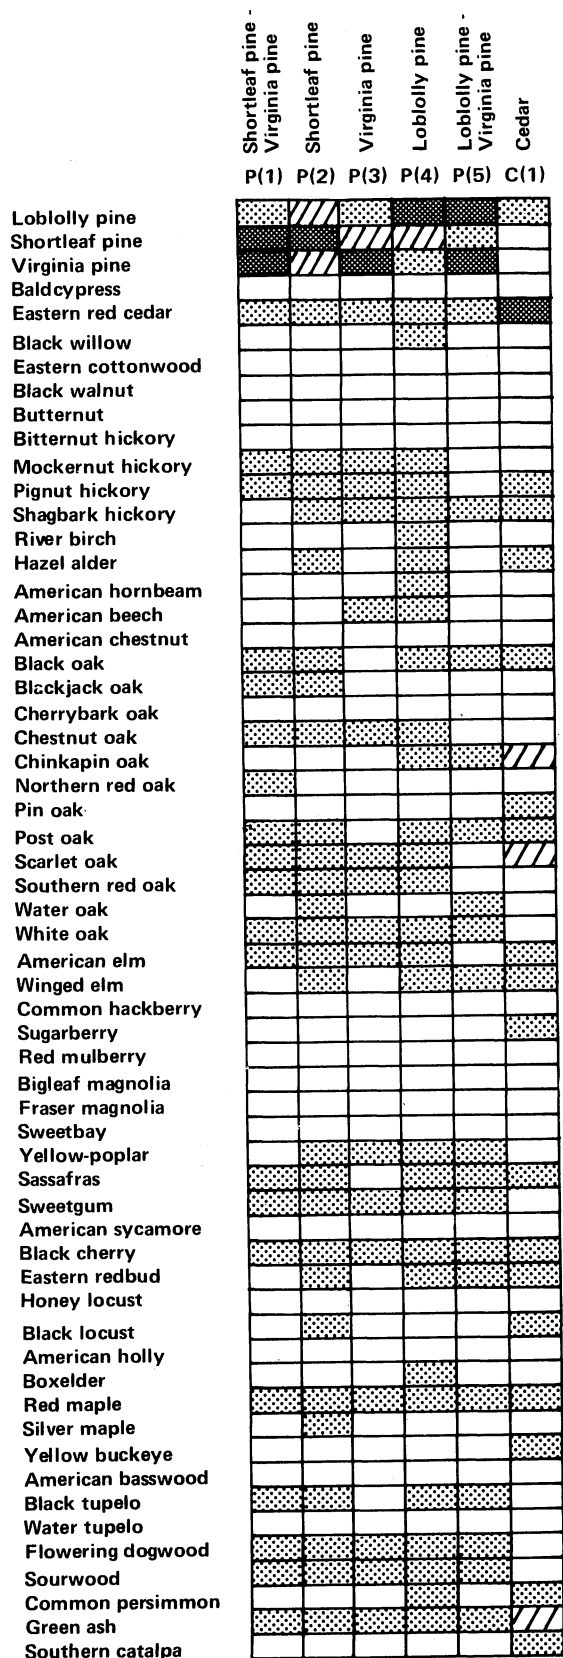 Shortleaf pine -
Virginia pine
Shortleaf pine
Virginia pine
Loblolly pine
Loblolly pine -
Virginia pine
Cedar
P(1) P(2) P(3) P(4) P(5) C(1)
Loblolly pine
Shortleaf pine
Virginia pine
Baldcypress
Eastern red cedar
Black willow
Eastern cottonwood
Black walnut
Butternut
Bitternut hickory
Mockernut hickory
Pignut hickory
Shagbark hickory
River birch
Hazel alder
American hornbeam
American beech
American chestnut
Black oak
Blackjack oak
Cherrybark oak
Chestnut oak
Chinkapin oak
Northern red oak
Pin oak
Post oak
Scarlet oak
Southern red oak
Water oak
White oak
American elm
Winged elm
Common hackberry
Sugarberry
Red mulberry
Bigleaf magnolia
Fraser magnolia
Sweetbay
Yellow-poplar
Sassafras
Sweetgum
American sycamore
Black cherry
Eastern redbud
Honey locust
Black locust
American holly
Boxelder
Red maple
Silver maple
Yellow buckeye
American basswood
Black tupelo
Water tupelo
Flowering dogwood
Sourwood
Common persimmon
Green ash
Southern catalpa